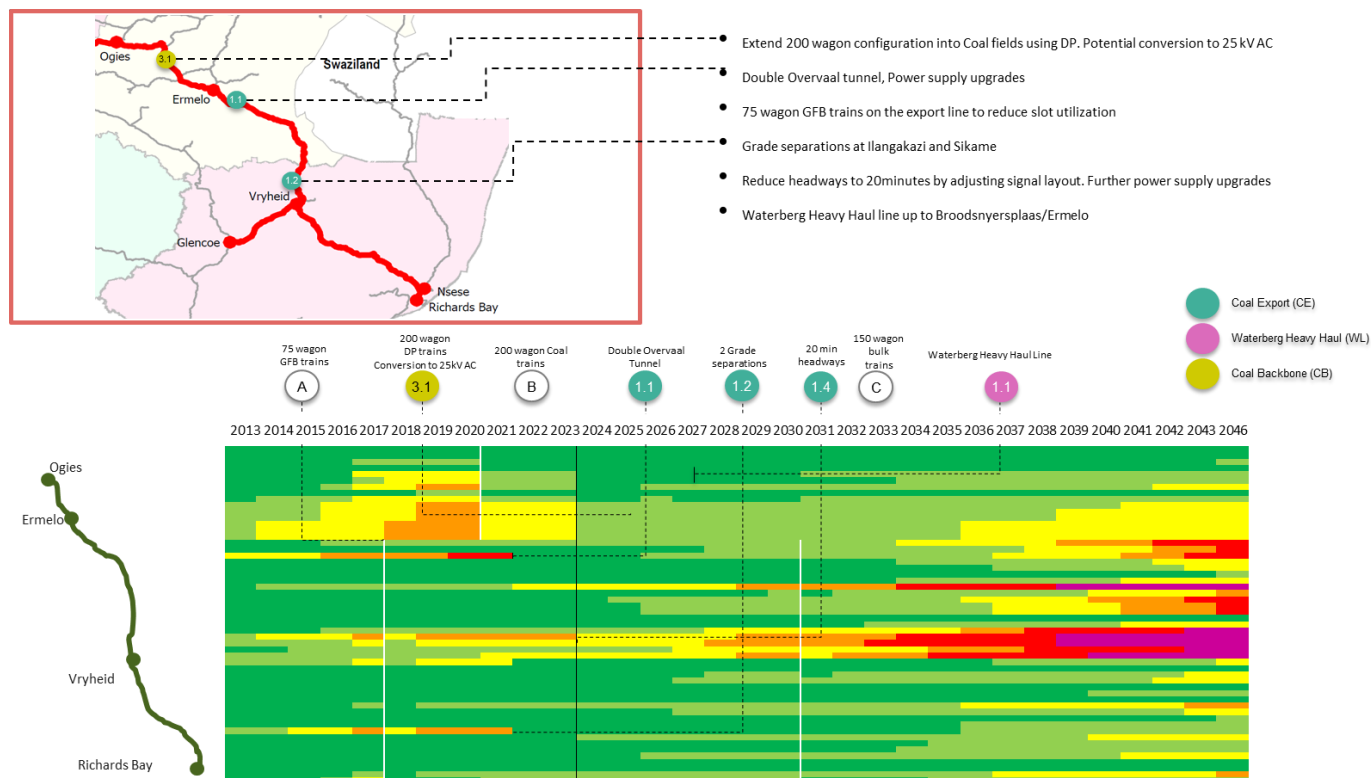 Ogies
3.1
Swaziland
Ermelo
1.1
1.2
Vryheid
Glencoe
Nsese
Richards Bay
• Extend 200 wagon configuration into Coal fields using DP. Potential conversion to 25 kV AC
• Double Overvaal tunnel, Power supply upgrades
• 75 wagon GFB trains on the export line to reduce slot utilization
• Grade separations at Ilangakazi and Sikame
• Reduce headways to 20minutes by adjusting signal layout. Further power supply upgrades
• Waterberg Heavy Haul line up to Broodsnyersplaas/Ermelo
Coal Export (CE)
Waterberg Heavy Haul (WL)
Coal Backbone (CB)
75 wagon
GFB trains
A
200 wagon
DP trains
Conversion to 25kV AC
3.1
200 wagon Coal
trains
B
Double Overvaal
Tunnel
1.1
2 Grade
separations
1.2
20 min
headways
1.4
150 wagon
bulk
trains
C
Waterberg Heavy Haul Line
1.1
2013 2014 2015 2016 2017 2018 2019 2020 2021 2022 2023 2024 2025 2026 2027 2028 2029 2030 2031 2032 2033 2034 2035 2036 2037 2038 2039 2040 2041 2042 2043 2046
Ogies
Ermelo
Vryheid
Richards Bay